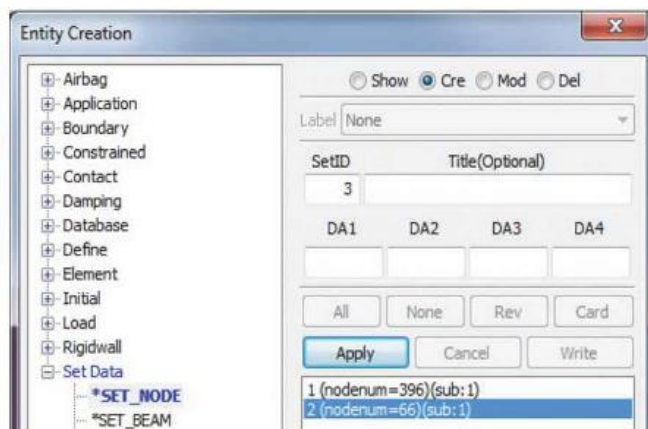 Entity Creation
X
Airbag
Application
Boundary
Constrained
Contact
Damping
Database
Define
Element
Initial
Load
Rigidwall
Set Data
*SET_NODE
*SET_BEAM
Show Cre Mod Del
Label None
SetID Title(Optional)
3
DA1 DA2 DA3 DA4
All None Rev Card
Apply Cancel Write
1 (nodenum=396)(sub:1)
2 (nodenum=66)(sub:1)